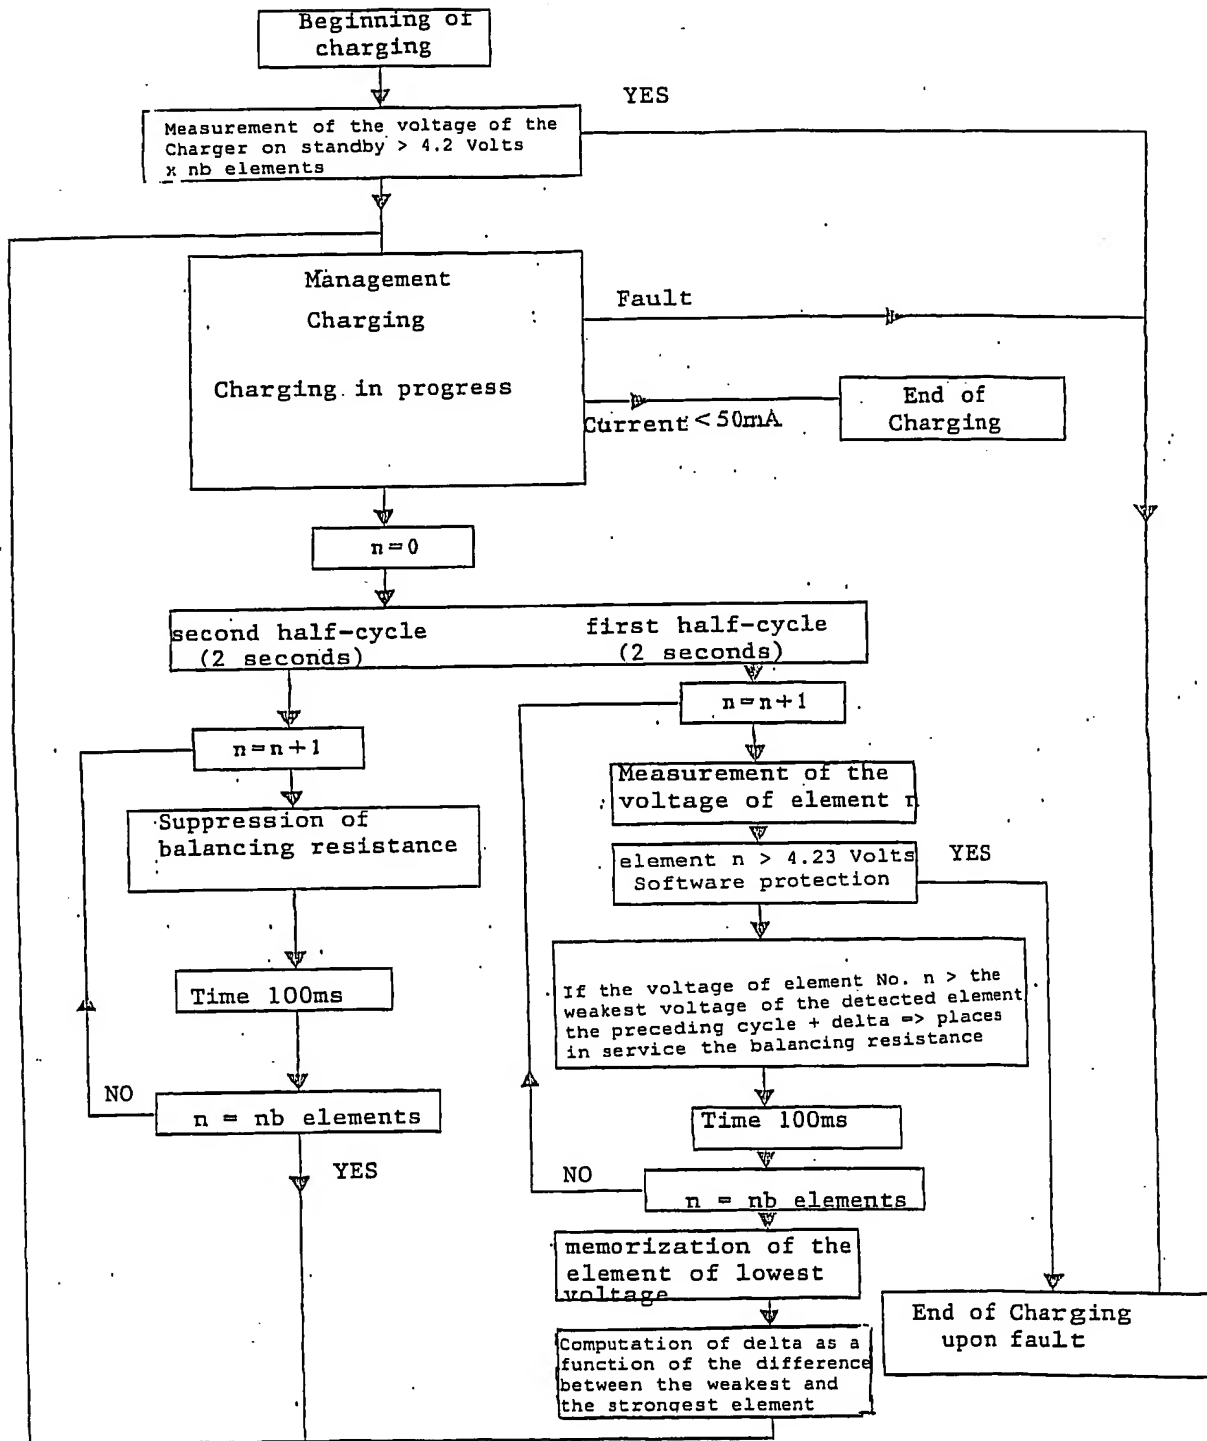 Beginning of
charging
YES
Measurement of the voltage of the
Charger on standby > 4.2 Volts
x nb elements
Management
Charging
Charging in progress
Fault
Current < 50mA
End of
Charging
n = 0
second half-cycle
(2 seconds)
first half-cycle
(2 seconds)
n = n + 1
Suppression of
balancing resistance
Time 100ms
NO
n = nb elements
YES
n = n + 1
Measurement of the
voltage of element n
element n > 4.23 Volts
Software protection
YES
If the voltage of element No. n > the
weakest voltage of the detected element
the preceding cycle + delta => places
in service the balancing resistance
Time 100ms
NO
n = nb elements
memorization of the
element of lowest
voltage
Computation of delta as a
function of the difference
between the weakest and
the strongest element
End of Charging
upon fault